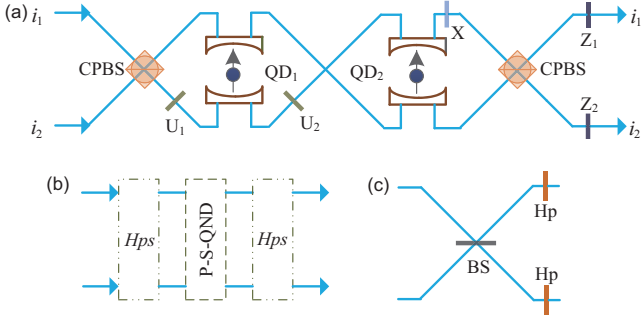 (a)
i₁
i₂
CPBS
U₁
QD₁
U₂
QD₂
X
CPBS
Z₁
Z₂
i₁
i₂
(b)
Hps
P-S-QND
Hps
(c)
BS
Hp
Hp